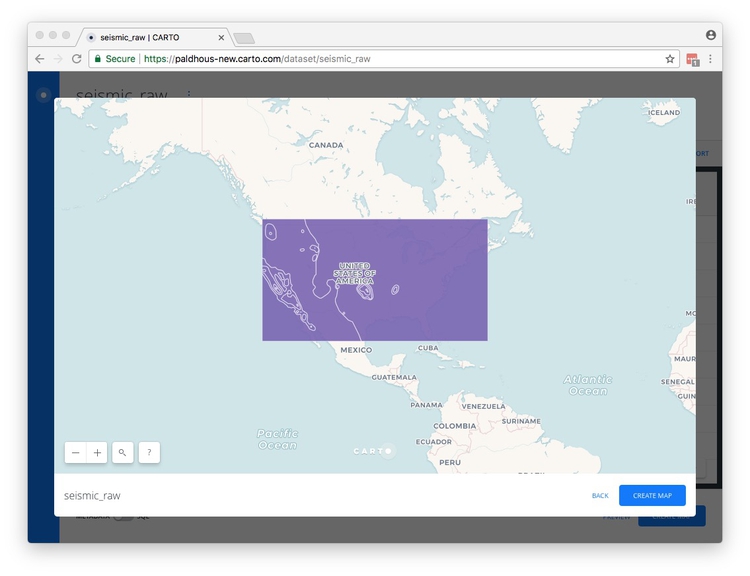 seismic_raw | CARTO
Secure
https://paldhous-new.carto.com/dataset/seismic_raw
1
seismic_raw
ICELAND
CANADA
ORT
UNITED
STATES OF
AMERICA
MEXICO
CUBA
GUATEMALA
Atlantic
Ocean
MAUR
SENEGAL
GUIN
PANAMA
VENEZUELA
SURINAME
COLOMBIA
Pacific
Ocean
ECUADOR
CARTO
PERU
?
seismic_raw
BACK
CREATE MAP
METADATA
SQL
PREVIEW
CREATE MAP